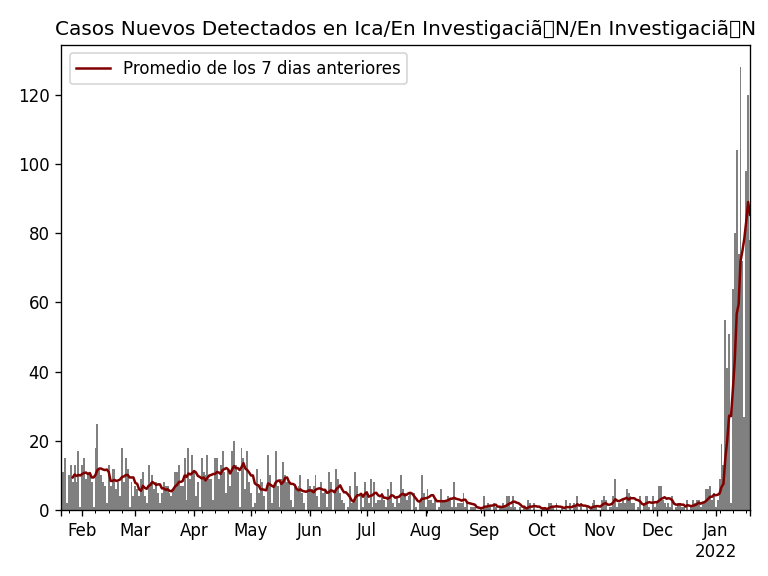 Casos Nuevos Detectados en Ica/En Investigaciã▯N/En Investigaciã▯N
Promedio de los 7 dias anteriores
120
100
80
60
40
20
0
Feb Mar Apr May Jun Jul Aug Sep Oct Nov Dec Jan
2022